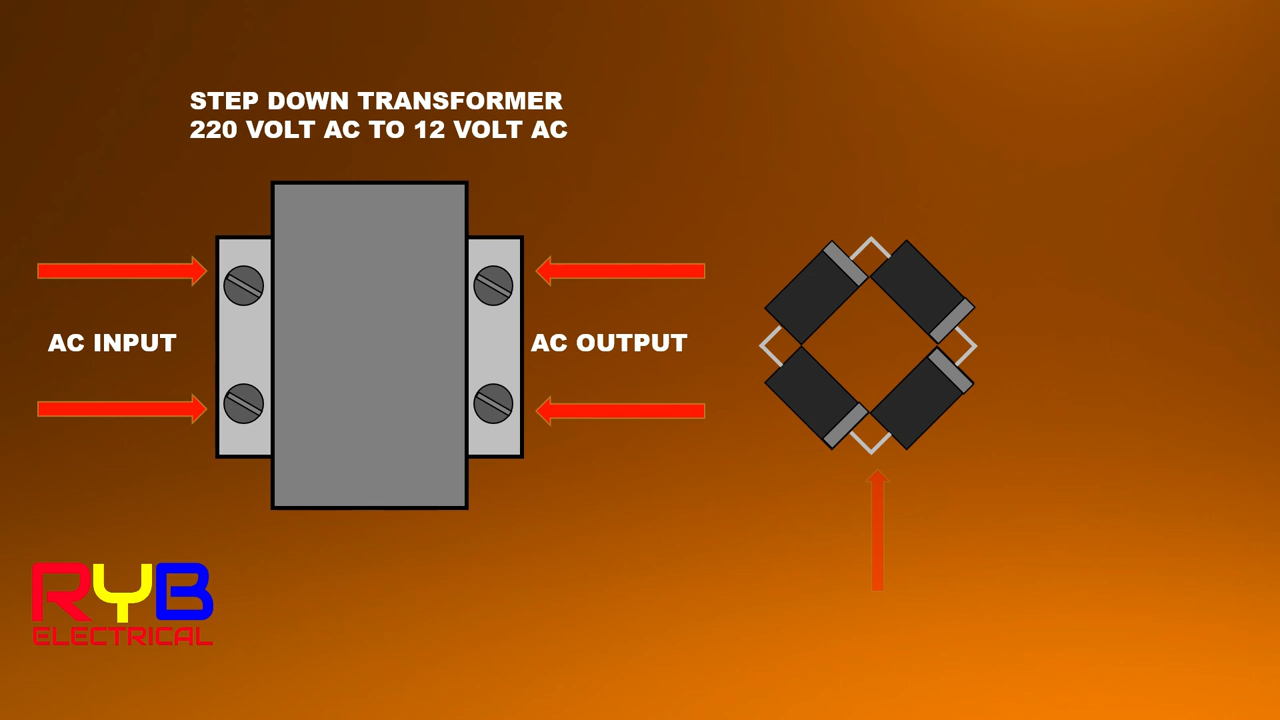 STEP DOWN TRANSFORMER
220 VOLT AC TO 12 VOLT AC
AC INPUT
AC OUTPUT
RYB
ELECTRICAL